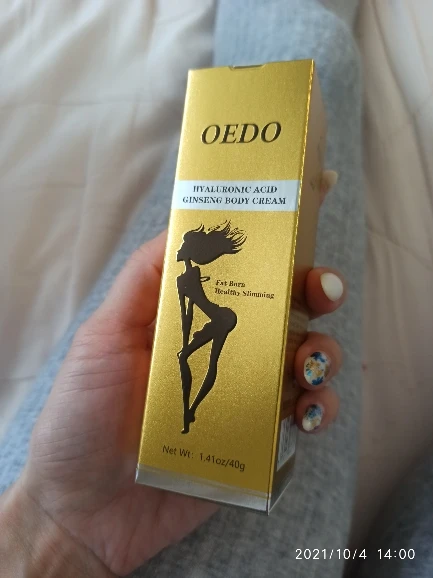 OEDO
HYALURONIC ACID
GINSENG BODY CREAM
Fat Burn
Healthy Slimming
Net Wt: 1.41oz/40g
2021/10/4 14:00